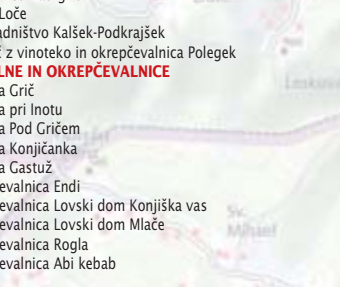 Loče
adništvo Kalšek-Podkrajšek
z vinoteko in okrepčevalnica Polegek
LNE IN OKREPČEVALNICE
a Grič
a pri Inotu
a Pod Gričem
a Konjičanka
a Gastuž
evalnica Endi
evalnica Lovski dom Konjiška vas
evalnica Lovski dom Mlače
evalnica Rogla
evalnica Abi kebab
Sv.
Mihael